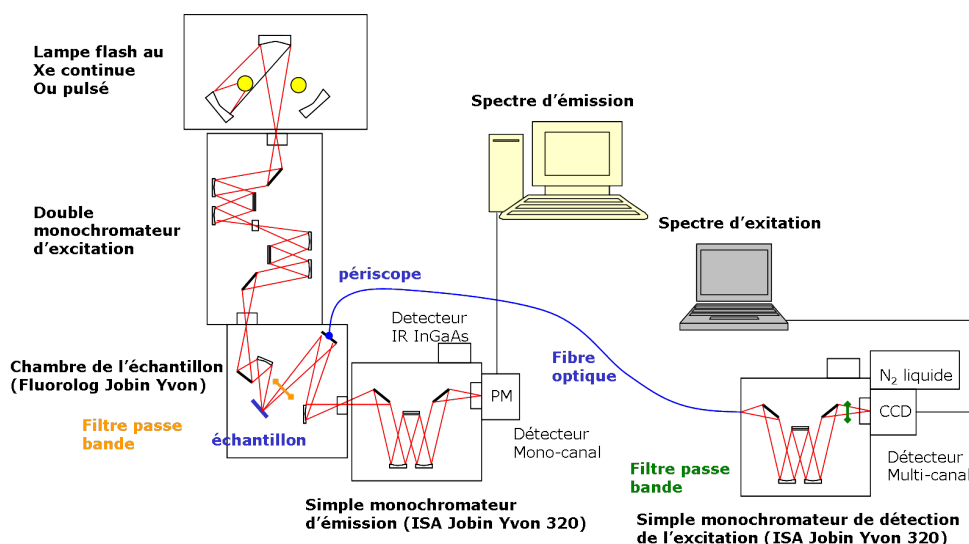 Lampe flash au
Xe continue
Ou pulsé
Spectre d’émission
Double
monochromateur
d’excitation
Spectre d’exitation
périscope
Detecteur
IR InGaAs
Chambre de l’échantillon
(Fluorolog Jobin Yvon)
Fibre
optique
N2 liquide
PM
CCD
Filtre passe
bande
échantillon
Détecteur
Mono-canal
Détecteur
Multi-canal
Filtre passe
bande
Simple monochromateur
d’émission (ISA Jobin Yvon 320)
Simple monochromateur de détection
de l’excitation (ISA Jobin Yvon 320)